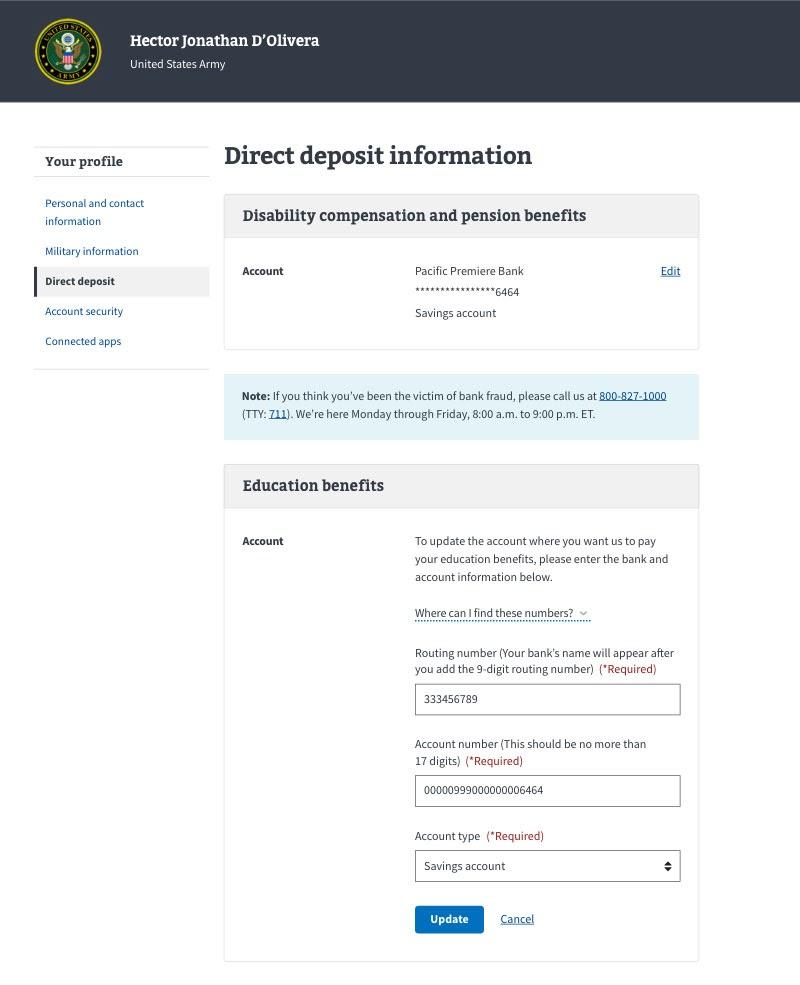 UNITED STATES
ARMY
Hector Jonathan D’Olivera
United States Army
Your profile
Personal and contact
information
Military information
Direct deposit
Account security
Connected apps
Direct deposit information
Disability compensation and pension benefits
Account
Pacific Premiere Bank
****************6464
Savings account
Edit
Note: If you think you’ve been the victim of bank fraud, please call us at 800-827-1000
(TTY: 711). We’re here Monday through Friday, 8:00 a.m. to 9:00 p.m. ET.
Education benefits
Account
To update the account where you want us to pay
your education benefits, please enter the bank and
account information below.
Where can I find these numbers?
Routing number (Your bank’s name will appear after
you add the 9-digit routing number) (*Required)
333456789
Account number (This should be no more than
17 digits) (*Required)
00000999000000006464
Account type (*Required)
Savings account
Update Cancel